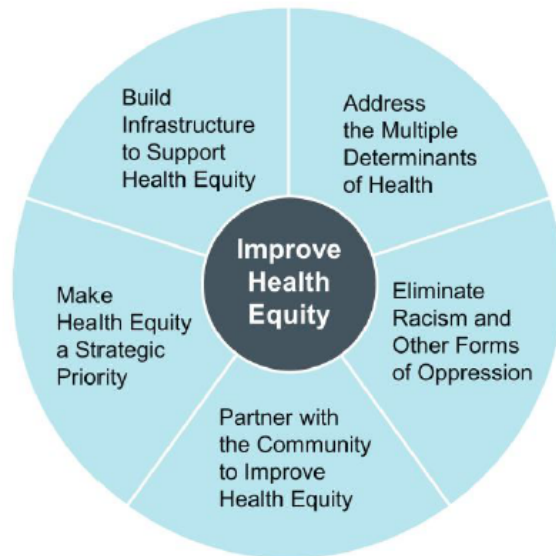 Build
Infrastructure
to Support
Health Equity
Address
the Multiple
Determinants
of Health
Improve
Health
Equity
Make
Health Equity
a Strategic
Priority
Eliminate
Racism and
Other Forms
of Oppression
Partner with
the Community
to Improve
Health Equity